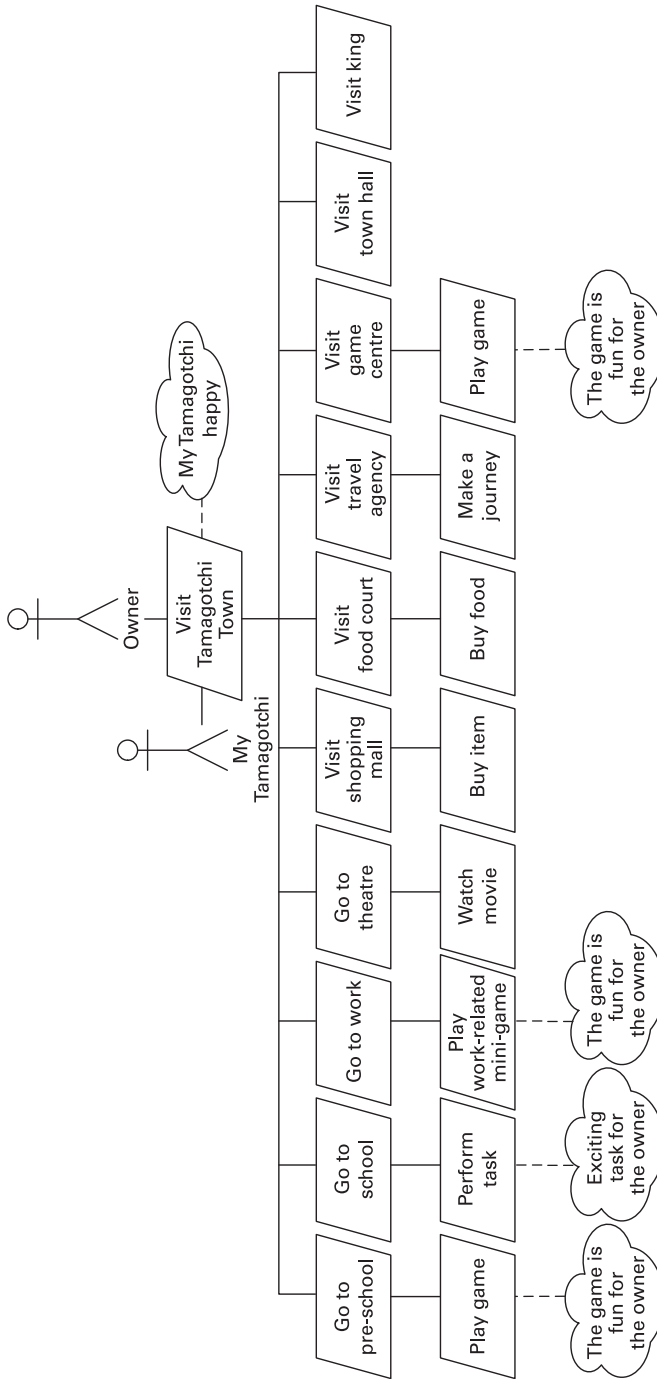 Owner
My
Tamagotchi
Visit
Tamagotchi
Town
My Tamagotchi
happy
Go to
pre-school
Go to
school
Go to work
Go to
theatre
Visit
shopping
mall
Visit
food court
Visit
travel
agency
Visit
game
centre
Visit
town hall
Visit king
Play game
Perform
task
Play
work-related
mini-game
Watch
movie
Buy item
Buy food
Make a
journey
Play game
The game is
fun for
the owner
Exciting
task for
the owner
The game is
fun for
the owner
The game is
fun for
the owner